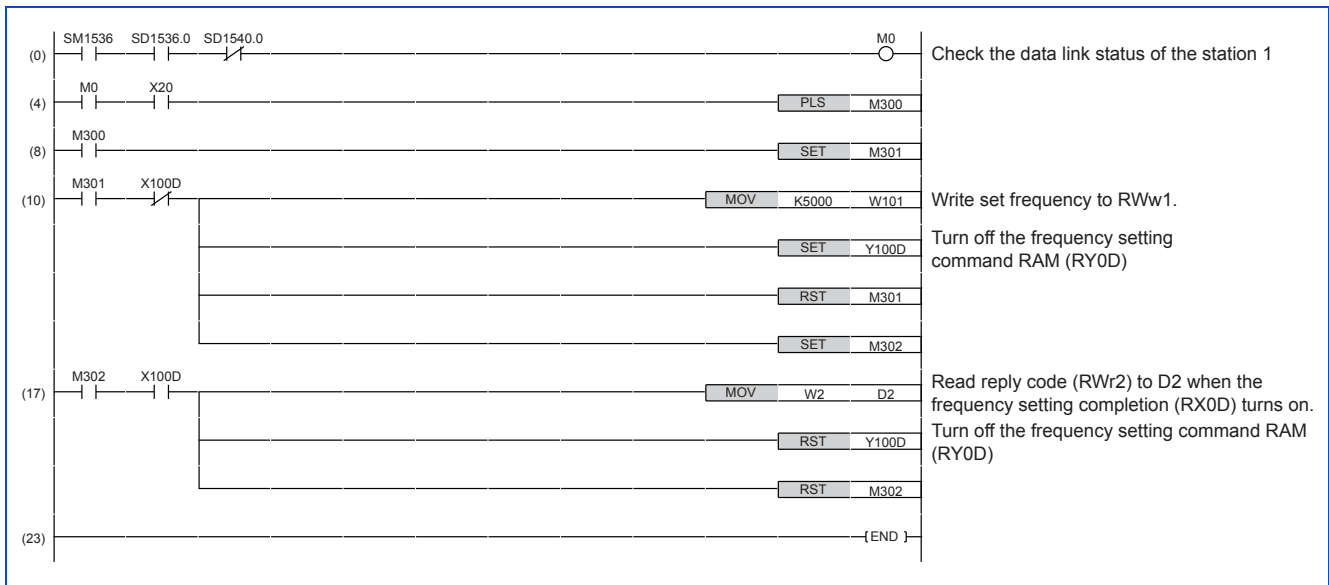 SM1536 SD1536.0 SD1540.0 M0
(0) Check the data link status of the station 1
M0 X20
(4) PLS M300
M300
(8) SET M301
M301 X100D
(10) MOV K5000 W101 Write set frequency to RWw1.
SET Y100D Turn off the frequency setting
command RAM (RY0D)
RST M301
SET M302
M302 X100D
(17) MOV W2 D2 Read reply code (RWr2) to D2 when the
frequency setting completion (RX0D) turns on.
RST Y100D Turn off the frequency setting command RAM
(RY0D)
RST M302
(23) END